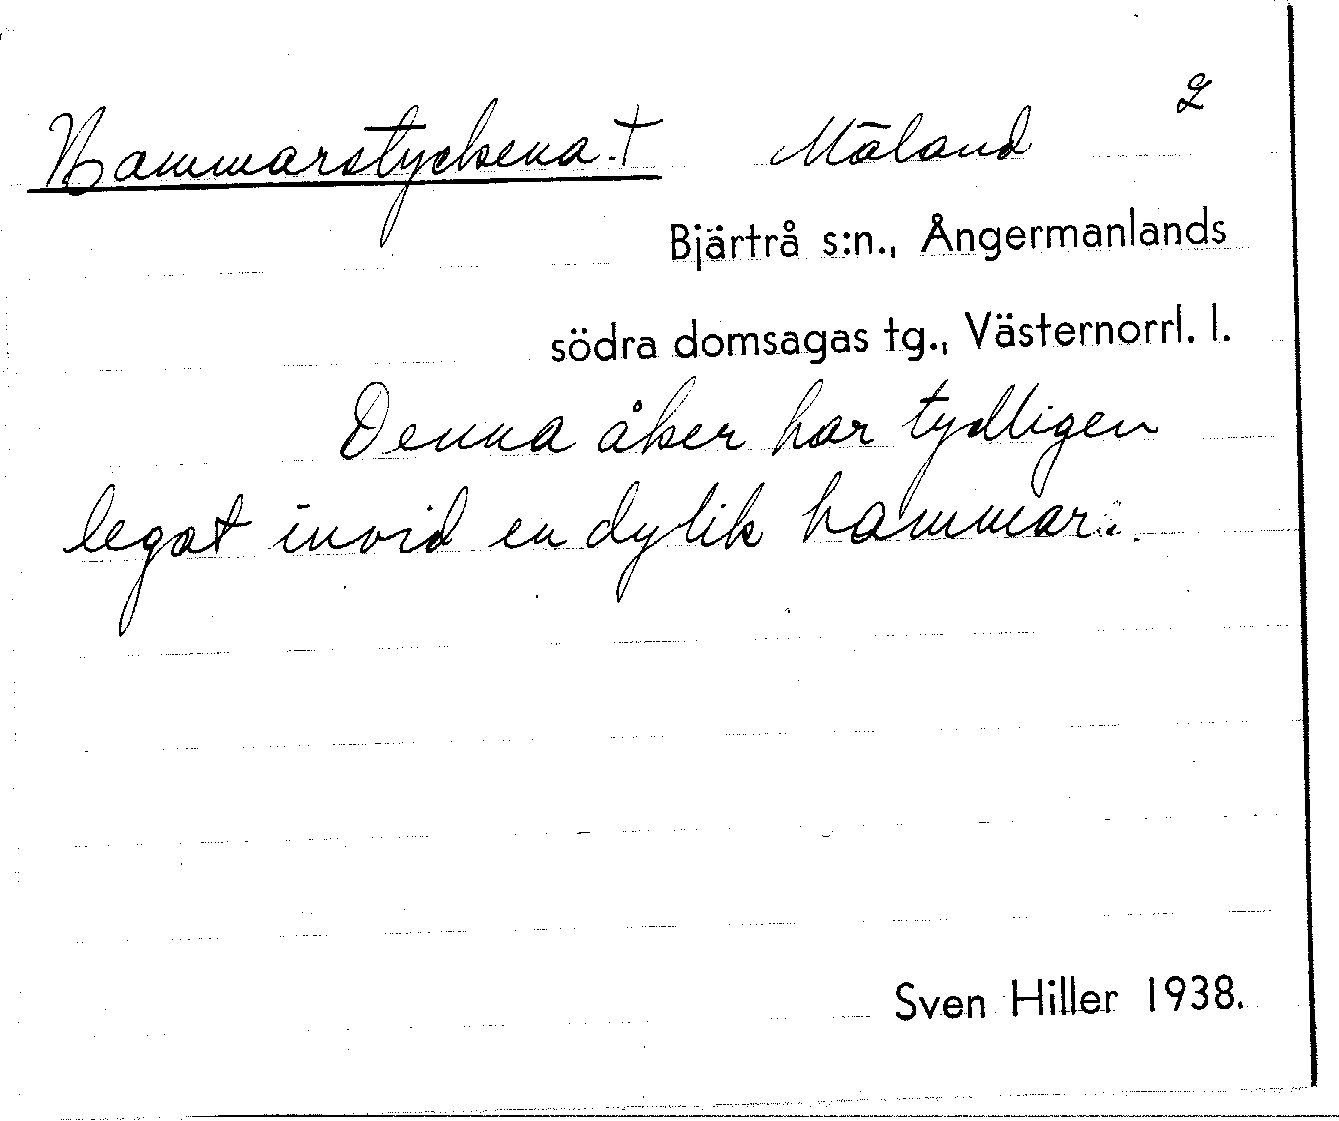 Hammarstyckena. † Mäland 2
Bjärtrå s:n., Ångermanlands
södra domsagas tg., Västernorrl. l.
Denna åker har tydligen
legat invid en dylik hammar.
Sven Hiller 1938.